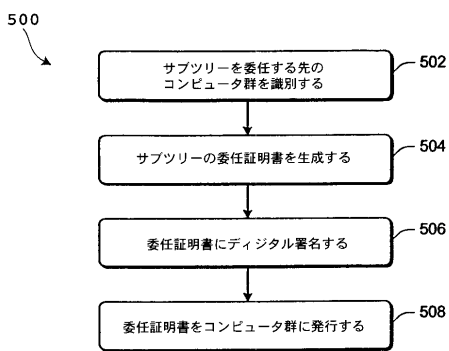 500
サブツリーを委任する先の
コンピュータ群を識別する
502
サブツリーの委任証明書を生成する
504
委任証明書にディジタル署名する
506
委任証明書をコンピュータ群に発行する
508